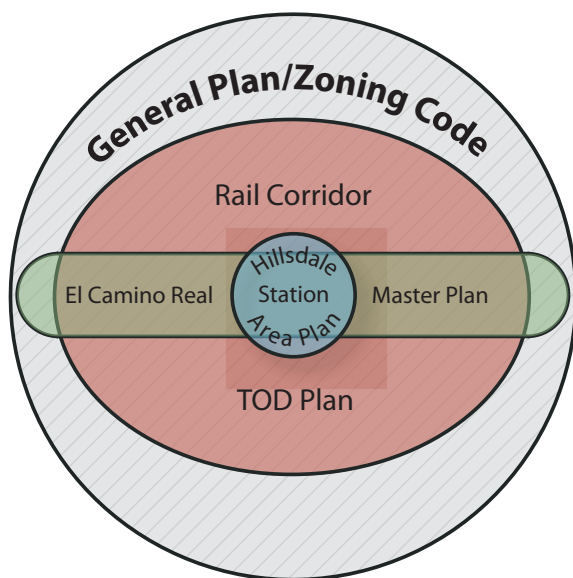 General Plan/Zoning Code
Rail Corridor
Hillsdale
El Camino Real
Station
Master Plan
Area Plan
TOD Plan